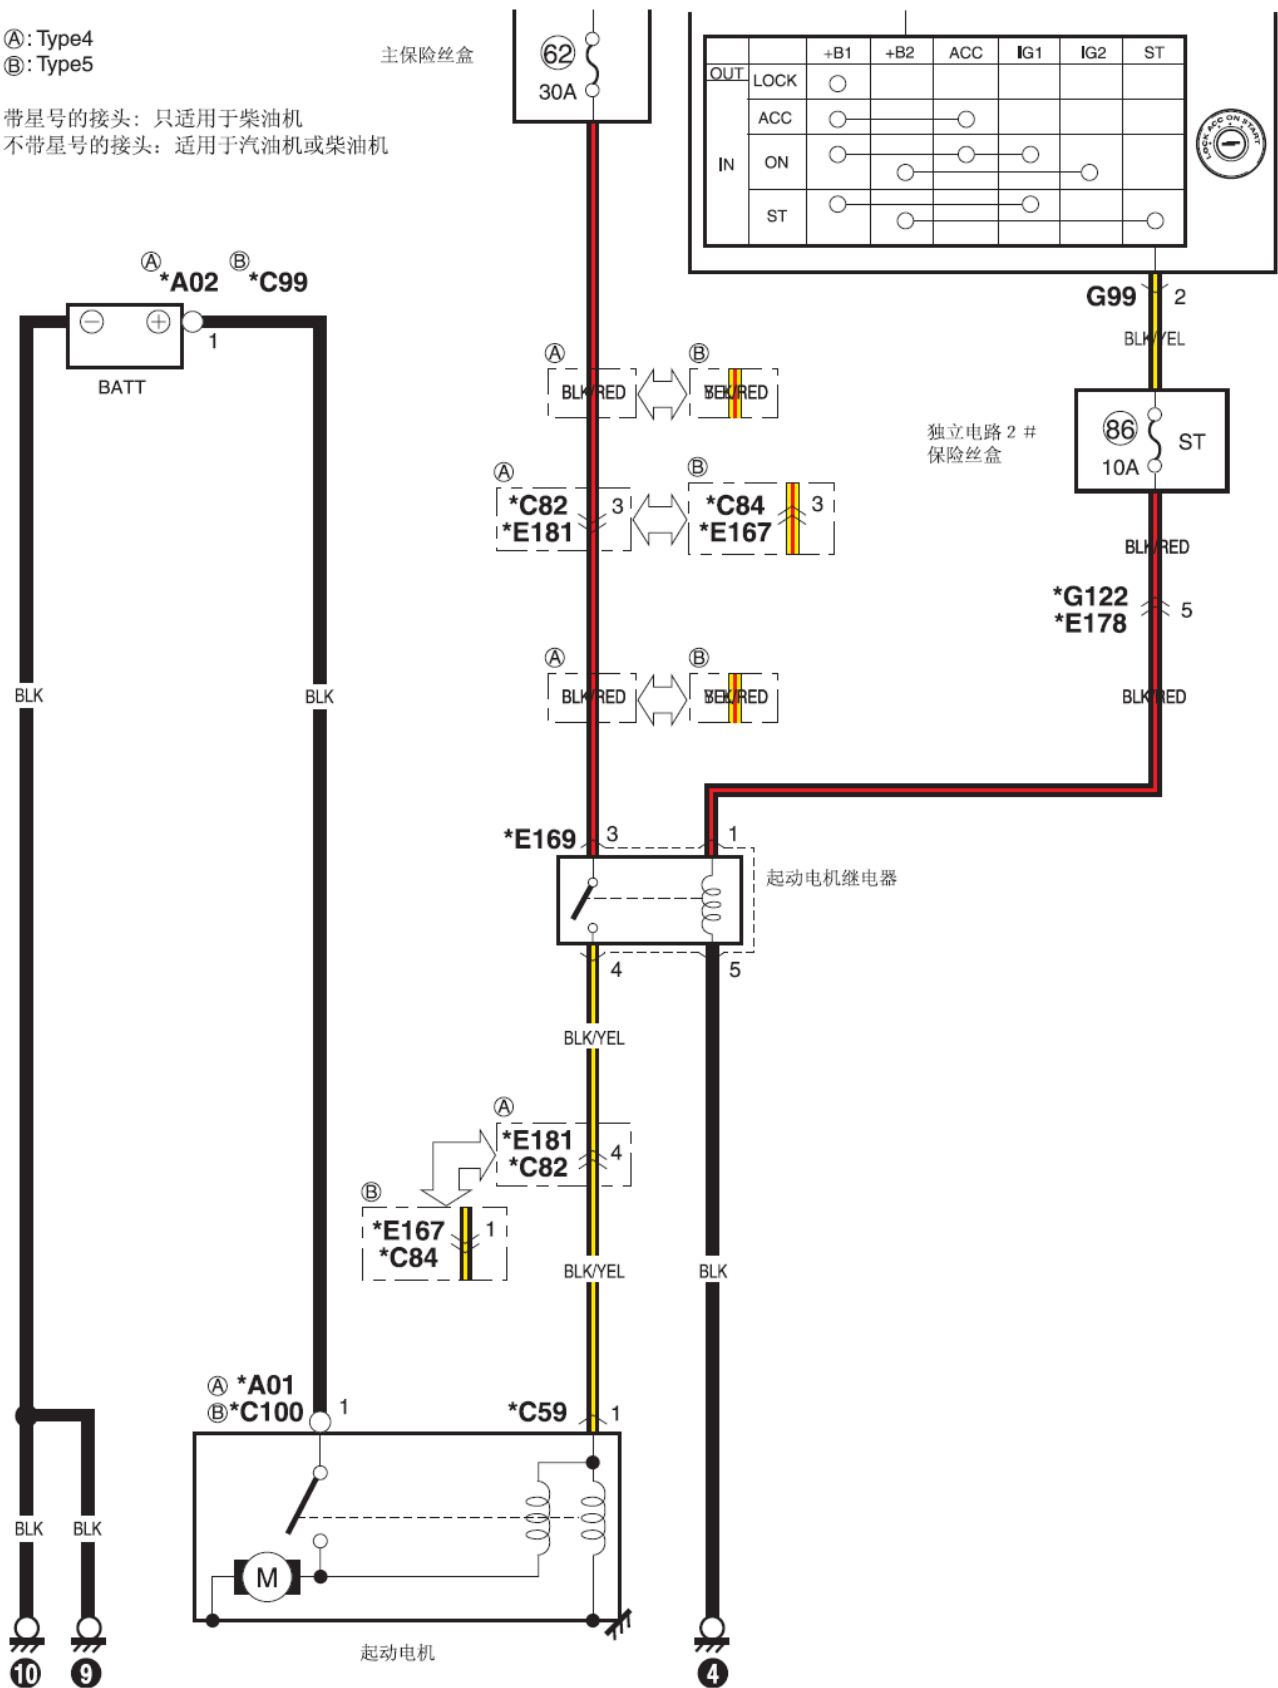 Ⓐ: Type4
Ⓑ: Type5
带星号的接头：只适用于柴油机
不带星号的接头：适用于汽油机或柴油机
主保险丝盒
62
30A
+B1 +B2 ACC IG1 IG2 ST
OUT LOCK
ACC
IN ON
ST
LOCK ACC ON START
Ⓐ *A02 Ⓑ *C99
1
BATT
G99 2
BLK/YEL
独立电路 2 #
保险丝盒
86
10A
ST
BLK/RED
*G122
*E178
5
BLK/RED
Ⓐ BLK/RED
Ⓑ YEL/RED
Ⓐ
*C82
*E181
3
Ⓑ
*C84
*E167
3
Ⓐ BLK/RED
Ⓑ YEL/RED
BLK
BLK
*E169 3
1
起动电机继电器
4
5
BLK/YEL
Ⓐ
*E181
*C82
4
Ⓑ
*E167
*C84
1
BLK/YEL
BLK
Ⓐ *A01
Ⓑ *C100
1
*C59 1
BLK
BLK
M
起动电机
10
9
4